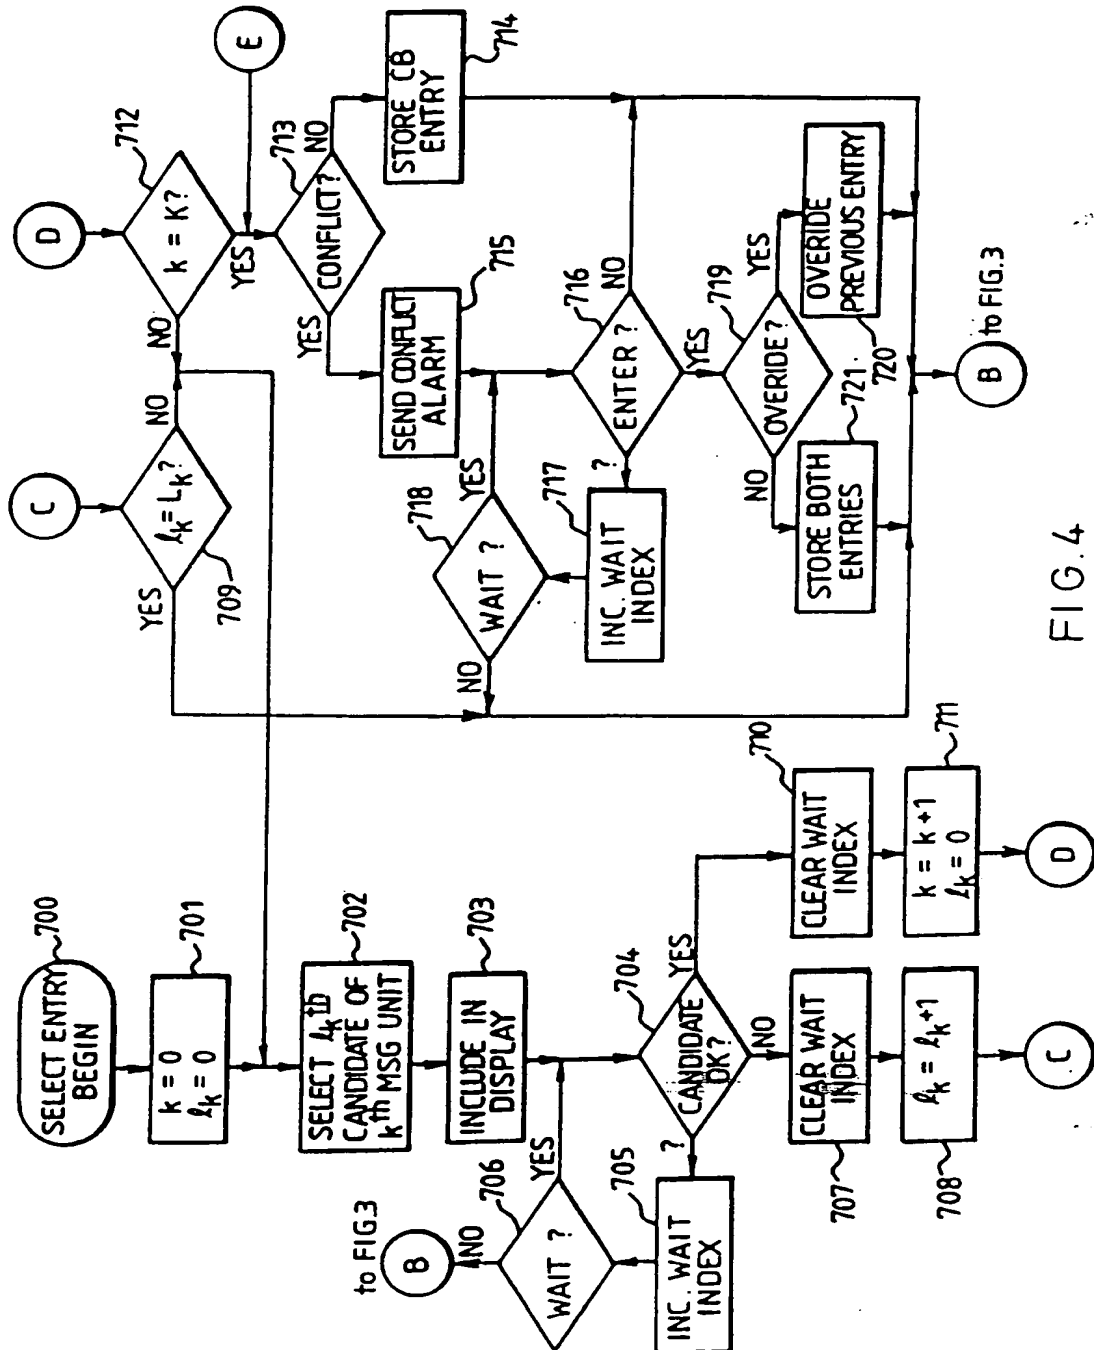 SELECT ENTRY
BEGIN
700
k = 0
ℓk = 0
701
SELECT ℓk th
CANDIDATE OF
kth MSG UNIT
702
INCLUDE IN
DISPLAY
703
CANDIDATE
OK?
704
YES
NO
?
INC. WAIT
INDEX
705
WAIT ?
706
YES
NO
B
to FIG.3
CLEAR WAIT
INDEX
707
ℓk = ℓk+1
708
C
CLEAR WAIT
INDEX
710
k = k+1
ℓk = 0
711
D
C
ℓk = Lk?
709
YES
NO
D
k = K?
712
NO
YES
E
CONFLICT?
713
NO
YES
STORE CB
ENTRY
714
SEND CONFLICT
ALARM
715
ENTER ?
716
NO
YES
?
INC. WAIT
INDEX
717
WAIT ?
718
YES
NO
OVERRIDE?
719
YES
NO
OVERRIDE
PREVIOUS ENTRY
720
STORE BOTH
ENTRIES
721
B
to FIG.3
FIG.4